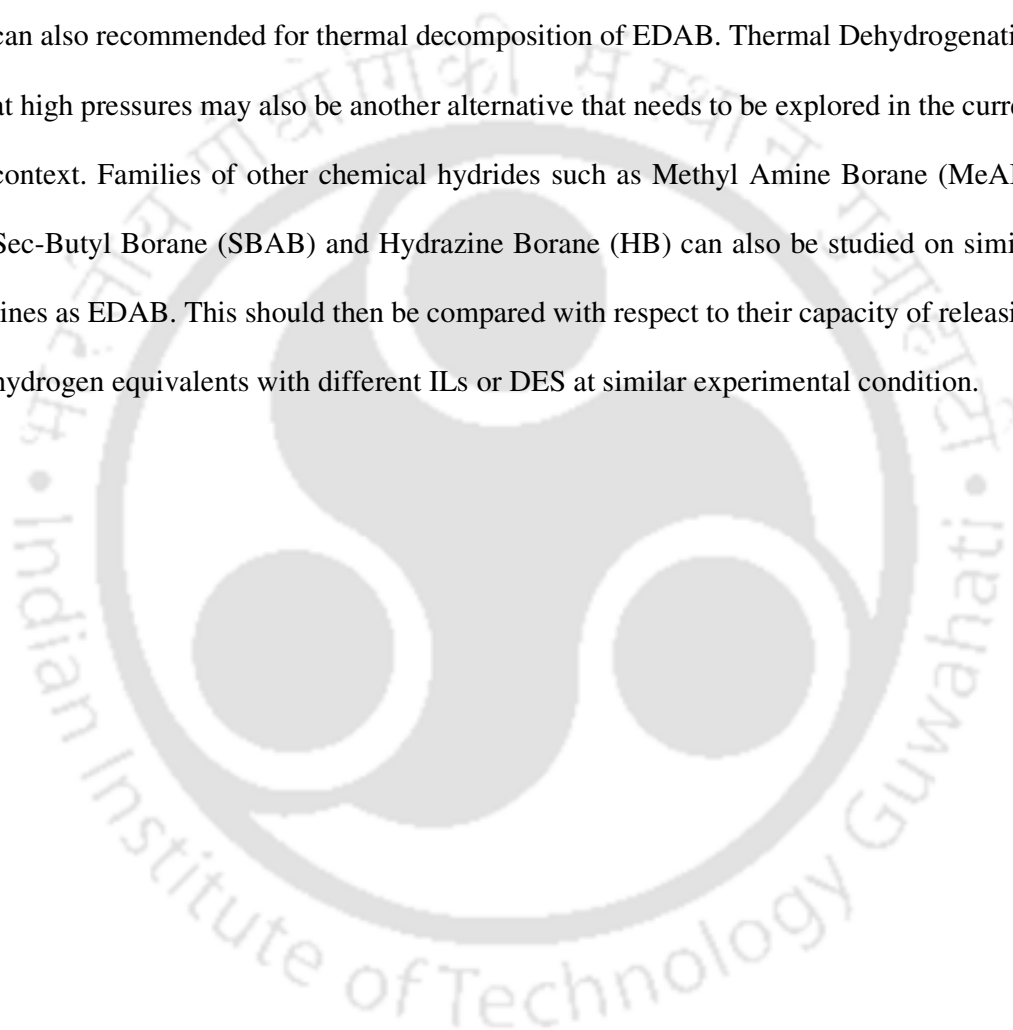 can also recommended for thermal decomposition of EDAB. Thermal Dehydrogenati
at high pressures may also be another alternative that needs to be explored in the curre
context. Families of other chemical hydrides such as Methyl Amine Borane (MeAl
Sec-Butyl Borane (SBAB) and Hydrazine Borane (HB) can also be studied on simi
lines as EDAB. This should then be compared with respect to their capacity of releasi
hydrogen equivalents with different ILs or DES at similar experimental condition.
Indian Institute of Technology Guwahati